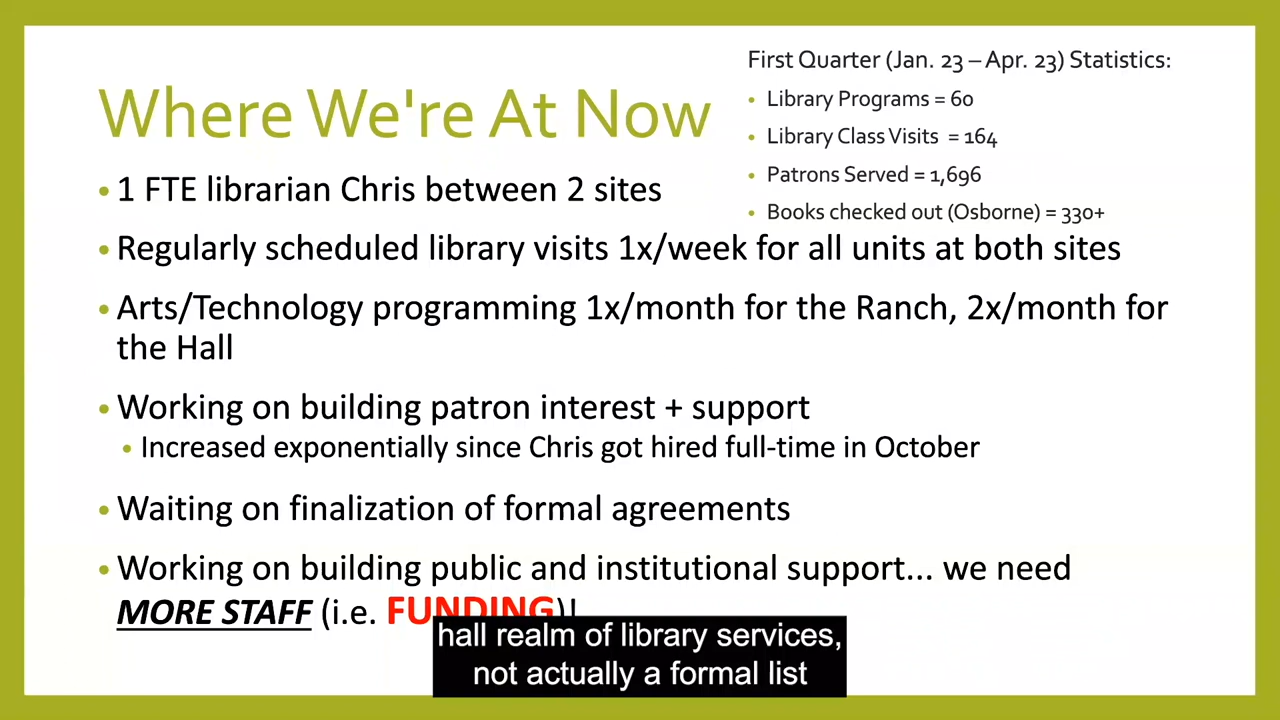 Where We're At Now
First Quarter (Jan. 23 – Apr. 23) Statistics:
• Library Programs = 60
• Library Class Visits = 164
• Patrons Served = 1,696
• Books checked out (Osborne) = 330+
• 1 FTE librarian Chris between 2 sites
• Regularly scheduled library visits 1x/week for all units at both sites
• Arts/Technology programming 1x/month for the Ranch, 2x/month for
the Hall
• Working on building patron interest + support
• Increased exponentially since Chris got hired full-time in October
• Waiting on finalization of formal agreements
• Working on building public and institutional support... we need
MORE STAFF (i.e. FUNDING)!
hall realm of library services,
not actually a formal list